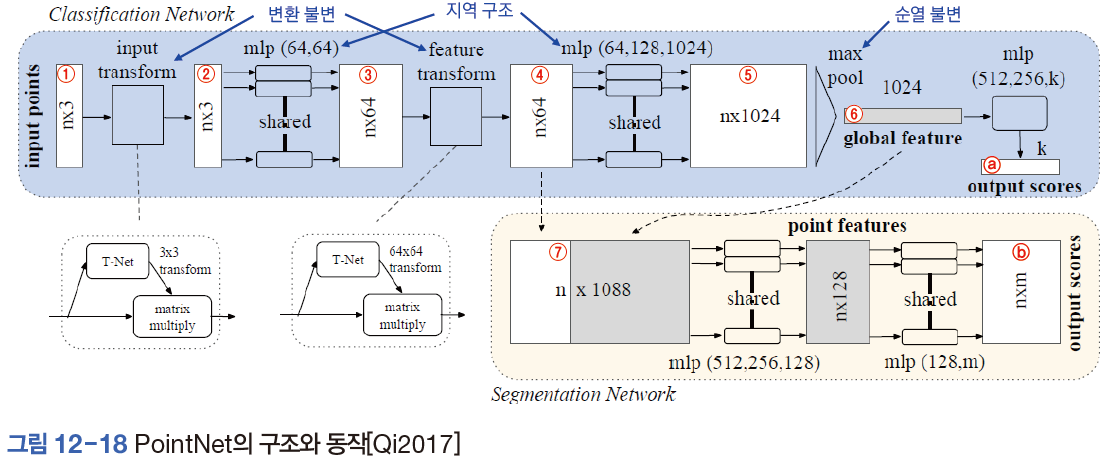 Classification Network
변환 불변
지역 구조
순열 불변
input points
① nx3
input
transform
② nx3
mlp (64,64)
shared
③ nx64
feature
transform
④ nx64
mlp (64,128,1024)
shared
⑤ nx1024
max
pool
1024
⑥
global feature
mlp
(512,256,k)
k
ⓐ
output scores
T-Net
3x3
transform
matrix
multiply
T-Net
64x64
transform
matrix
multiply
point features
⑦
n x 1088
shared
mlp (512,256,128)
nx128
shared
mlp (128,m)
ⓑ
nxm
output scores
Segmentation Network
그림 12-18 PointNet의 구조와 동작[Qi2017]